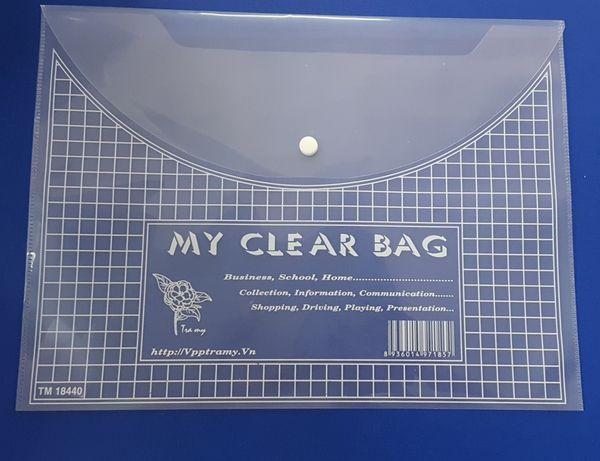 MY CLEAR BAG
Business, School, Home................................
Collection, Information, Communication.......
Shopping, Driving, Playing, Presentation...
Tra my
http://Vpptramy.Vn
8 936014 971857
TM 18440